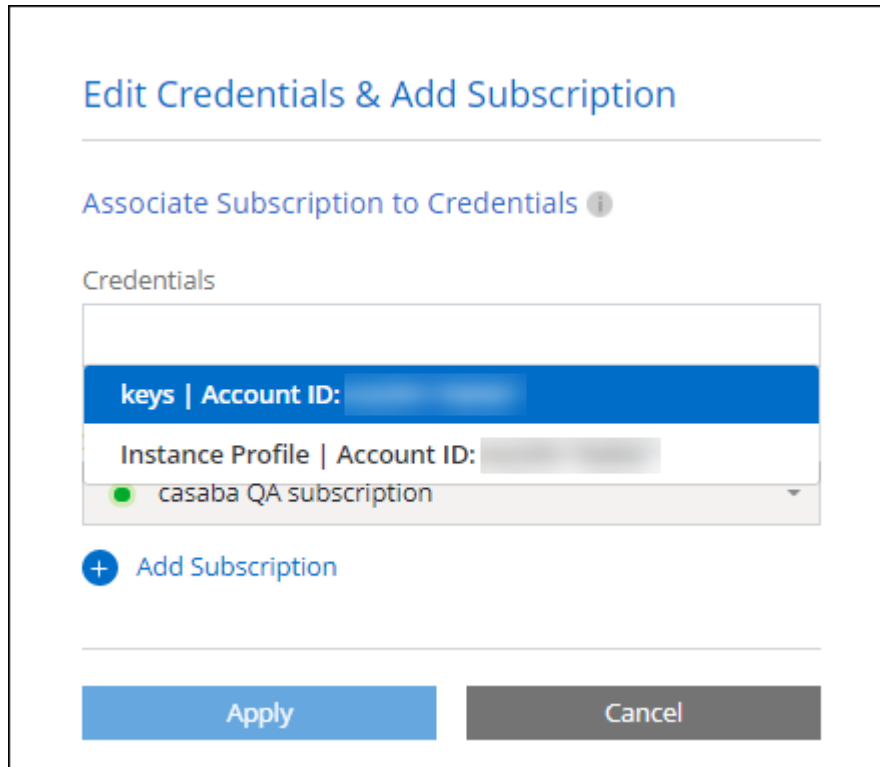 Edit Credentials & Add Subscription
Associate Subscription to Credentials
Credentials
keys | Account ID:
Instance Profile | Account ID:
casaba QA subscription
Add Subscription
Apply
Cancel